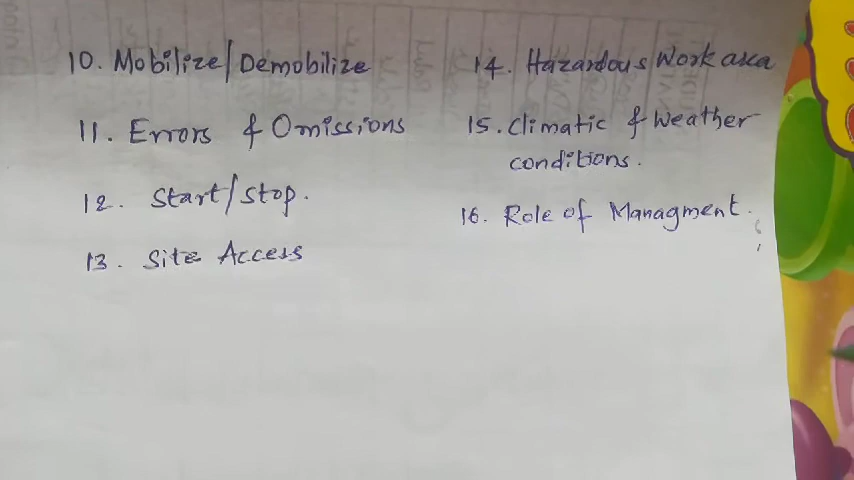 10. Mobilize/Demobilize
11. Errors & Omissions
12. Start/Stop.
13. Site Access
14. Hazardous Work area
15. Climatic & Weather
conditions.
16. Role of Managment.